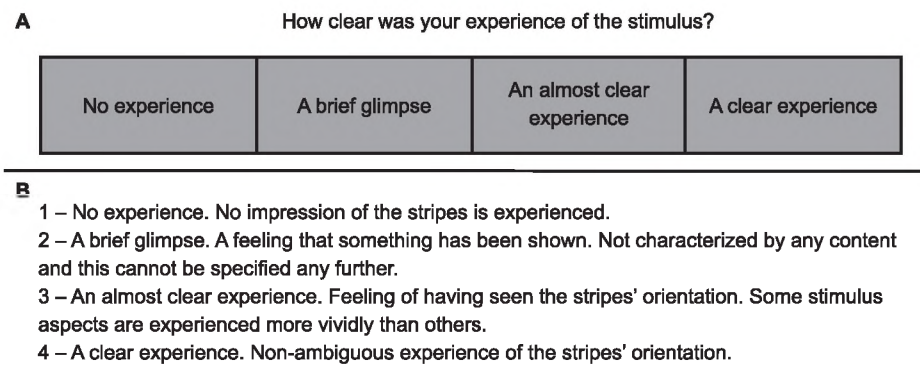 A
How clear was your experience of the stimulus?
No experience
A brief glimpse
An almost clear
experience
A clear experience
B
1 – No experience. No impression of the stripes is experienced.
2 – A brief glimpse. A feeling that something has been shown. Not characterized by any content
and this cannot be specified any further.
3 – An almost clear experience. Feeling of having seen the stripes’ orientation. Some stimulus
aspects are experienced more vividly than others.
4 – A clear experience. Non-ambiguous experience of the stripes’ orientation.